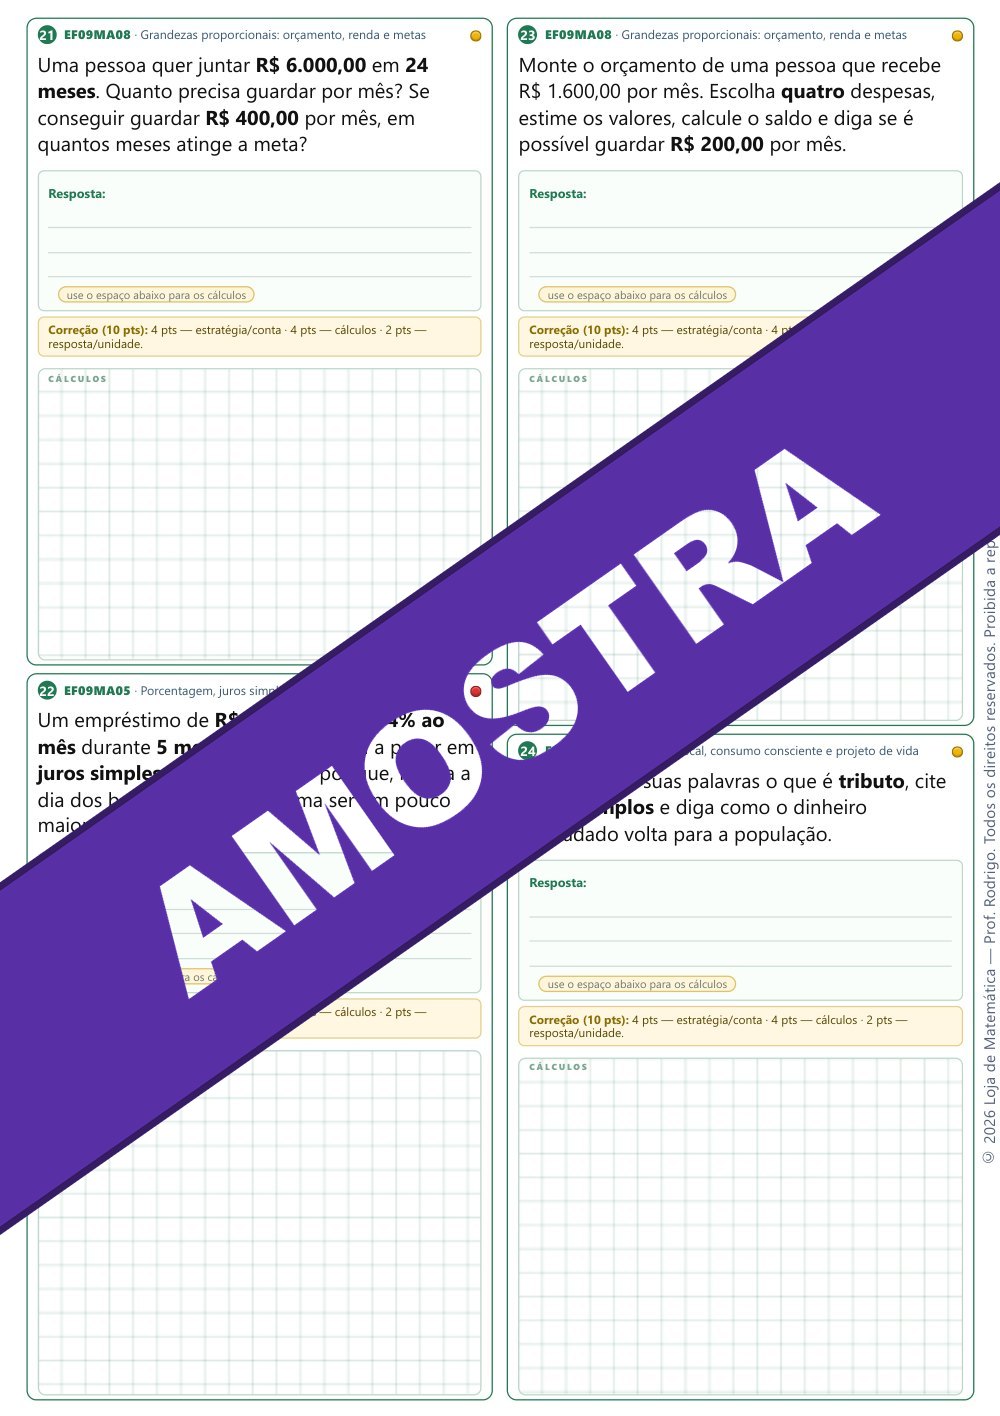 21 EF09MA08 · Grandezas proporcionais: orçamento, renda e metas
Uma pessoa quer juntar R$ 6.000,00 em 24
meses. Quanto precisa guardar por mês? Se
conseguir guardar R$ 400,00 por mês, em
quantos meses atinge a meta?
Resposta:
use o espaço abaixo para os cálculos
Correção (10 pts): 4 pts — estratégia/conta · 4 pts — cálculos · 2 pts —
resposta/unidade.
CÁLCULOS
22 EF09MA05 · Porcentagem, juros
Um empréstimo de 4% ao
mês durante 5 em
juros simples a
dia dos pouco
— cálculos · 2 pts —
23 EF09MA08 · Grandezas proporcionais: orçamento, renda e metas
Monte o orçamento de uma pessoa que recebe
R$ 1.600,00 por mês. Escolha quatro despesas,
estime os valores, calcule o saldo e diga se é
possível guardar R$ 200,00 por mês.
Resposta:
use o espaço abaixo para os cálculos
Correção (10 pts): 4 pts — estratégia/conta · 4
resposta/unidade.
CÁLCULOS
24 consumo consciente e projeto de vida
suas palavras o que é tributo, cite
e diga como o dinheiro
volta para a população.
Resposta:
use o espaço abaixo para os cálculos
Correção (10 pts): 4 pts — estratégia/conta · 4 pts — cálculos · 2 pts —
resposta/unidade.
CÁLCULOS
AMOSTRA
© 2026 Loja de Matemática — Prof. Rodrigo. Todos os direitos reservados. Proibida a